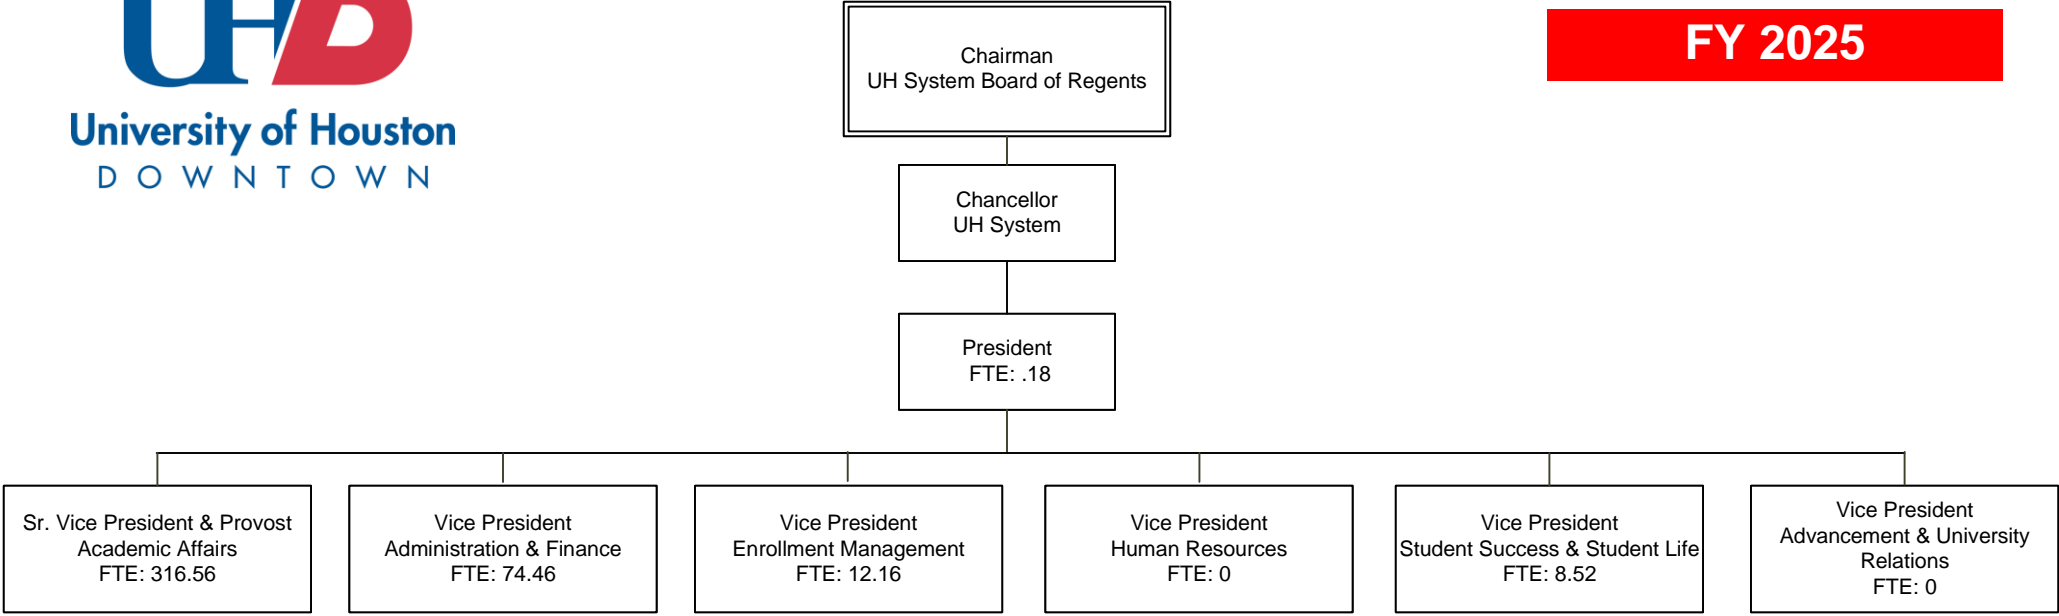 UHD
University of Houston
DOWNTOWN
FY 2025
Chairman
UH System Board of Regents
Chancellor
UH System
President
FTE: .18
Sr. Vice President & Provost
Academic Affairs
FTE: 316.56
Vice President
Administration & Finance
FTE: 74.46
Vice President
Enrollment Management
FTE: 12.16
Vice President
Human Resources
FTE: 0
Vice President
Student Success & Student Life
FTE: 8.52
Vice President
Advancement & University
Relations
FTE: 0